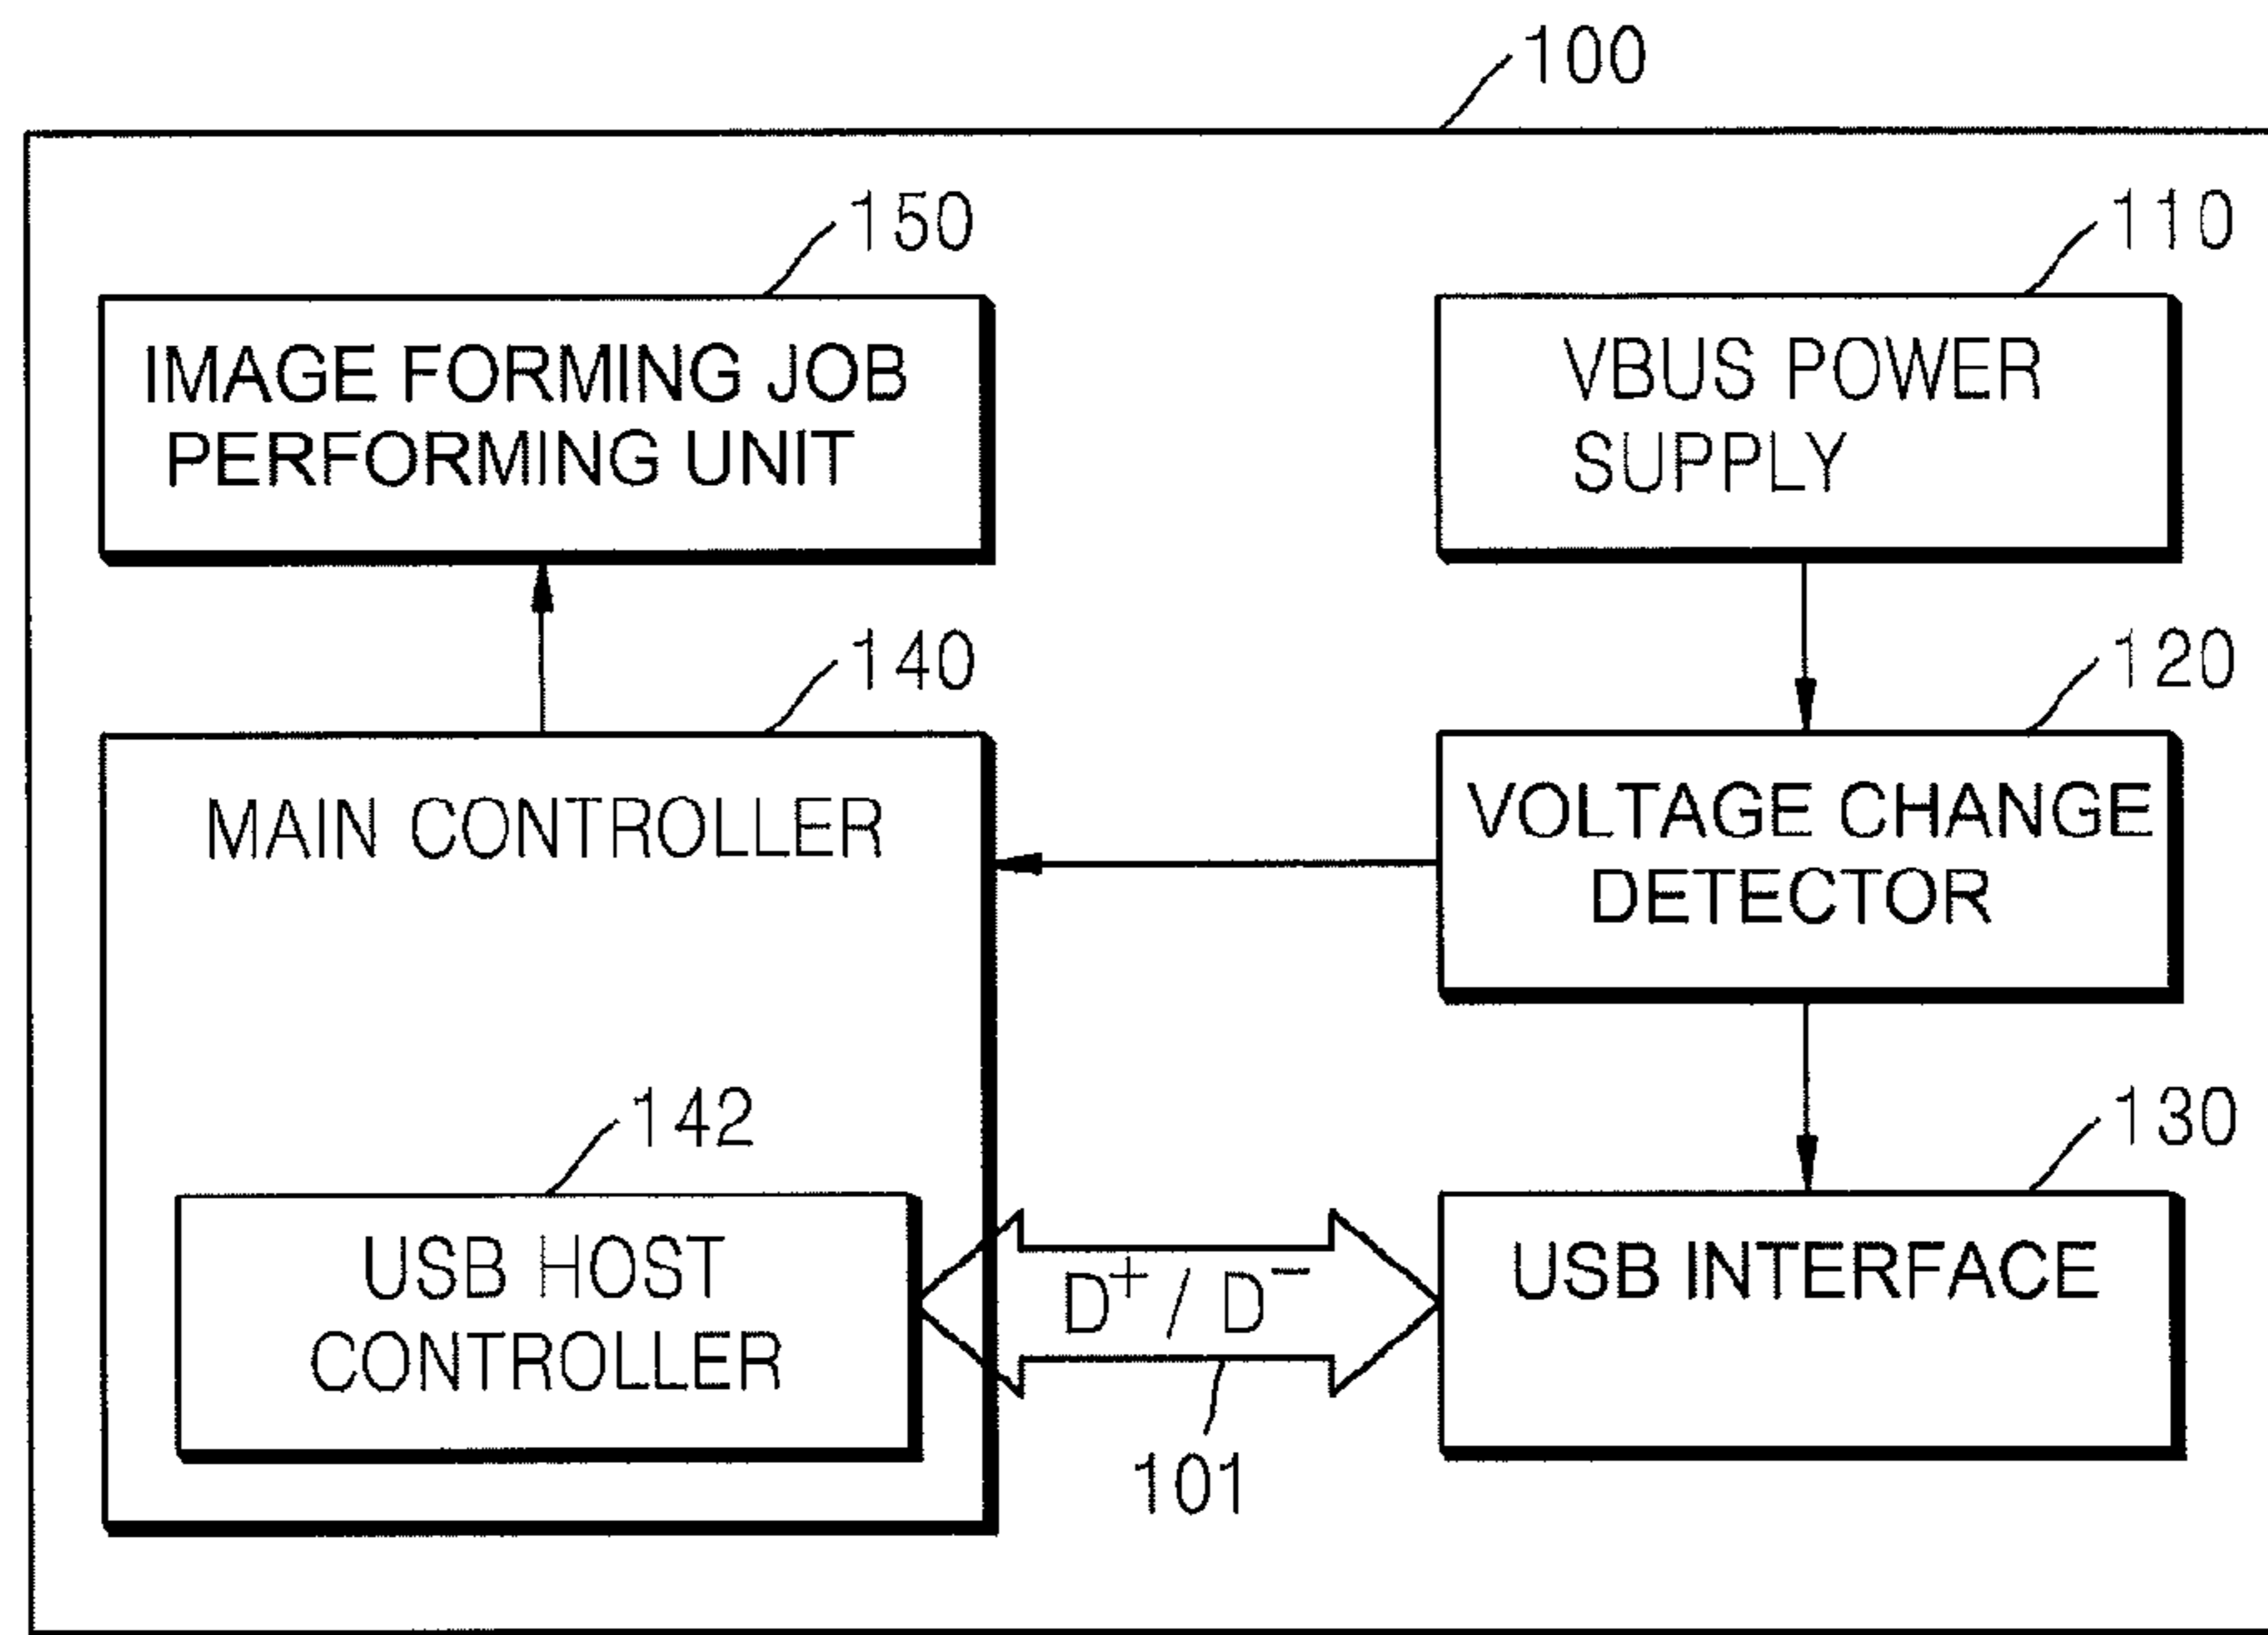 100
150
IMAGE FORMING JOB
PERFORMING UNIT
110
VBUS POWER
SUPPLY
140
MAIN CONTROLLER
120
VOLTAGE CHANGE
DETECTOR
142
USB HOST
CONTROLLER
D+ / D−
101
130
USB INTERFACE